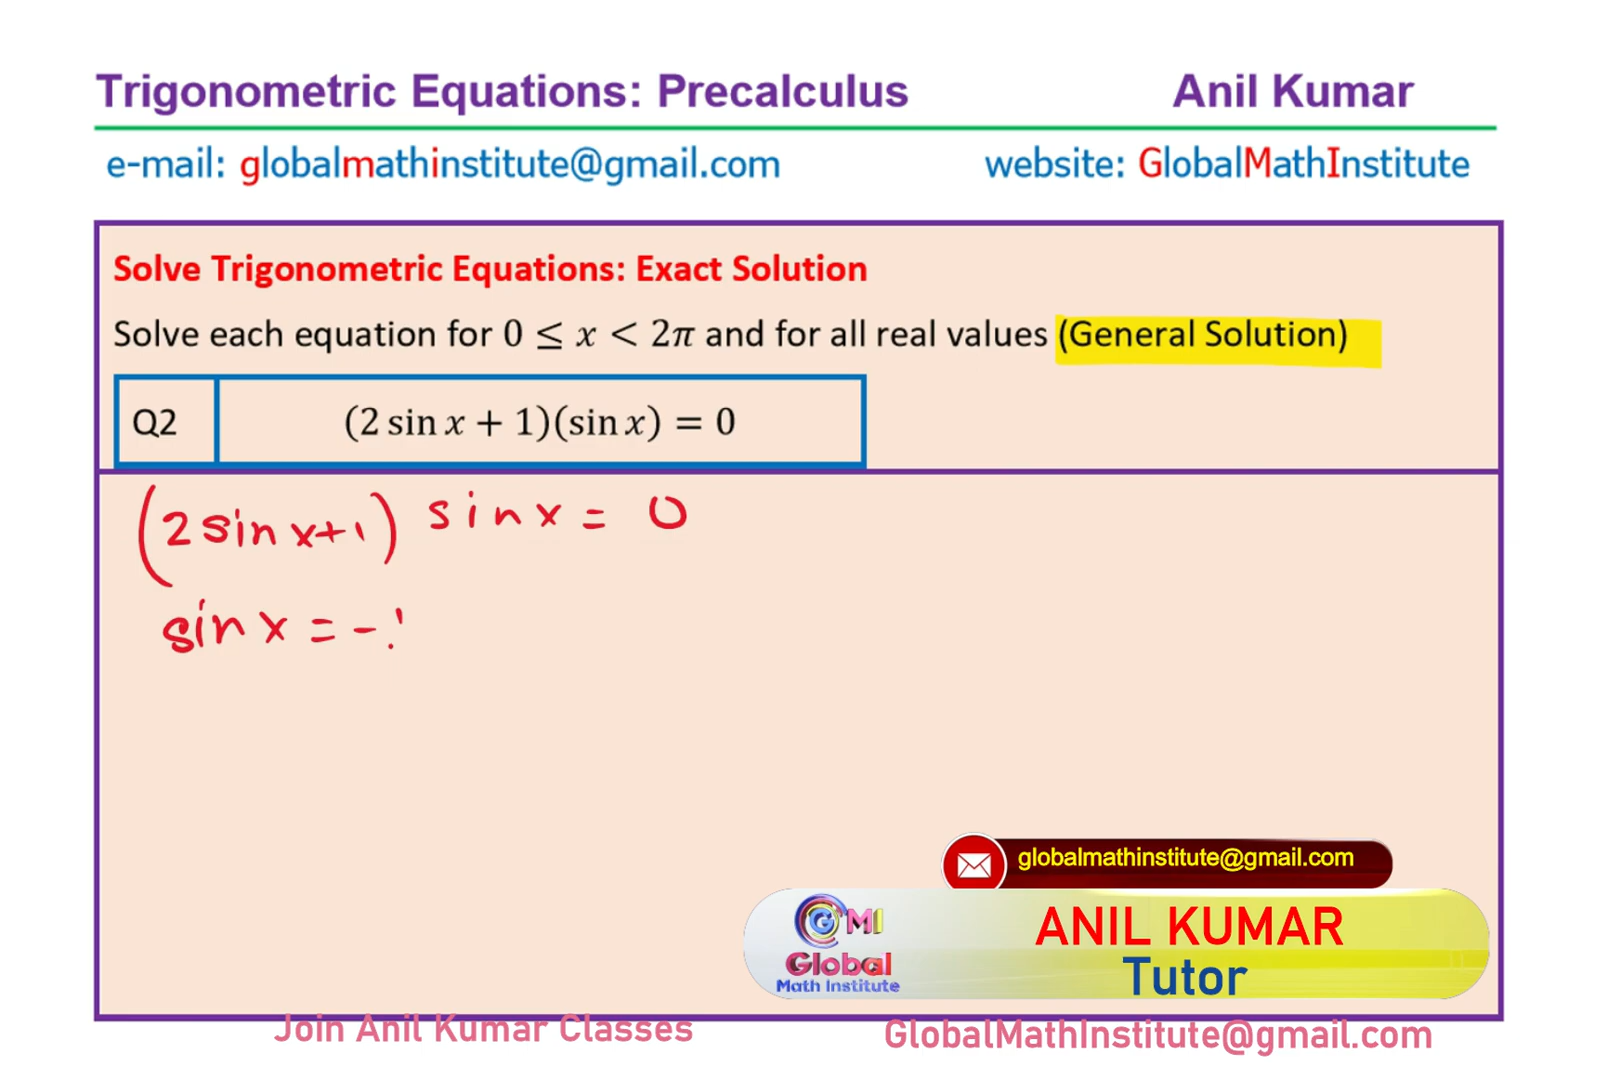 Trigonometric Equations: Precalculus Anil Kumar
e-mail: globalmathinstitute@gmail.com website: GlobalMathInstitute
Solve Trigonometric Equations: Exact Solution
Solve each equation for 0 ≤ x < 2π and for all real values (General Solution)
Q2 (2 sin x + 1)(sin x) = 0
(2 sin x+1) sin x = 0
sin x = -
globalmathinstitute@gmail.com
GMI
Global
Math Institute
ANIL KUMAR
Tutor
Join Anil Kumar Classes GlobalMathInstitute@gmail.com